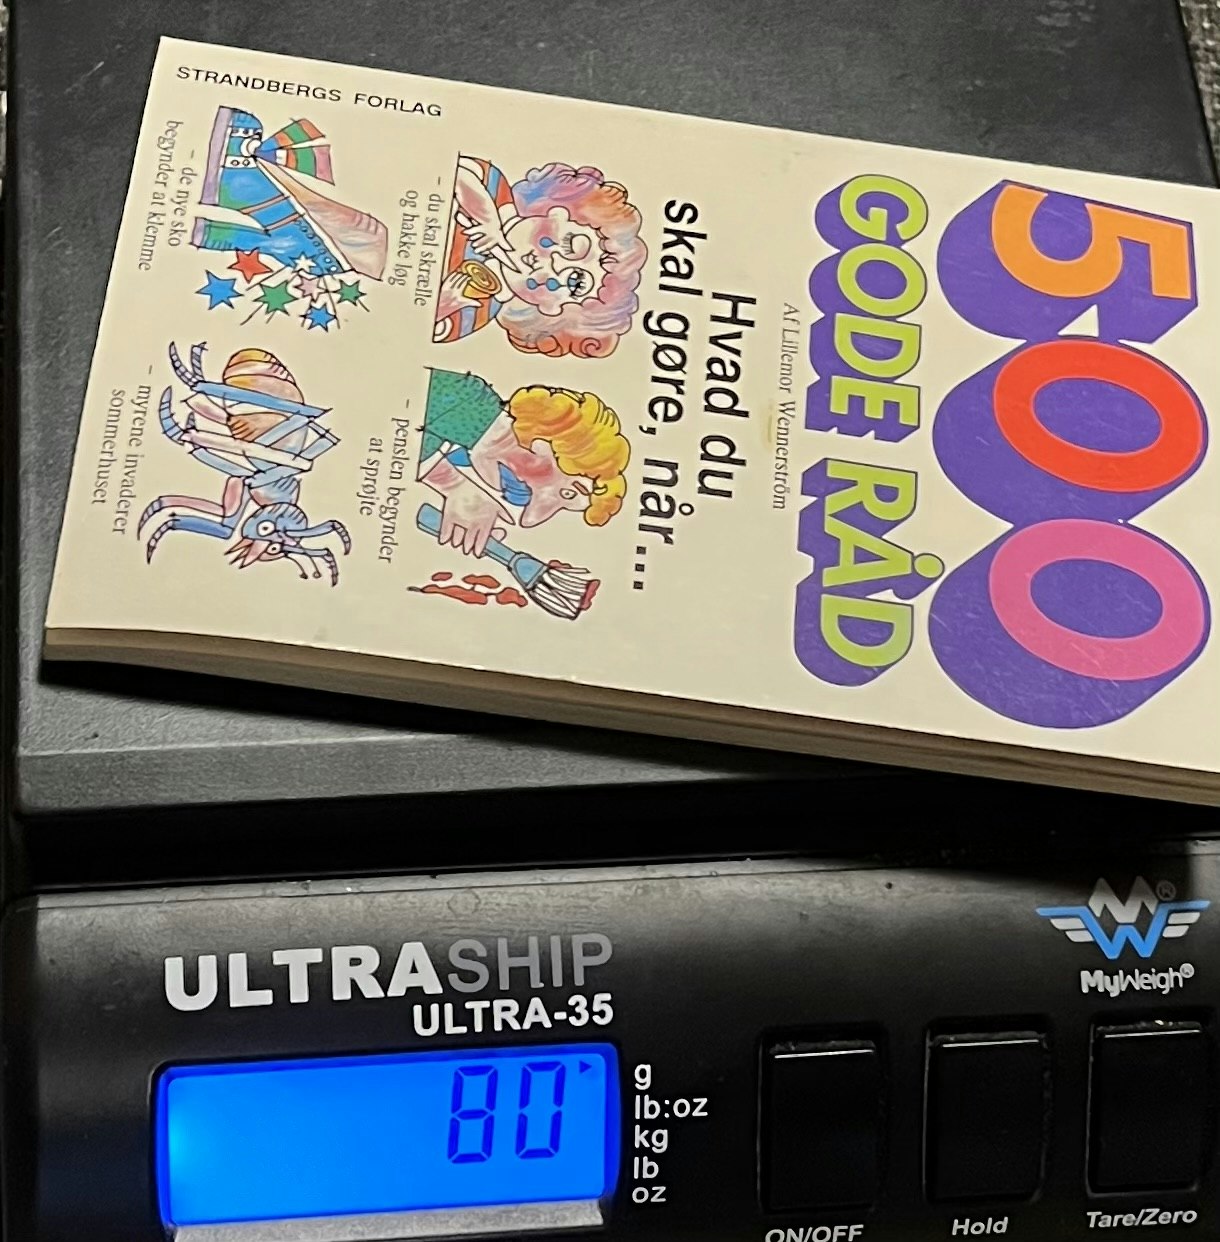 500
GODE RÅD
Af Lillemor Wennerström
Hvad du
skal gøre, når...
- du skal skrælle
og hakke løg
- penslen begynder
at sprøjte
- de nye sko
begynder at klemme
- myrene invaderer
sommerhuset
STRANDBERGS FORLAG
MW®
MyWeigh®
ULTRASHIP
ULTRA-35
80
g
lb:oz
kg
lb
oz
ON/OFF
Hold
Tare/Zero